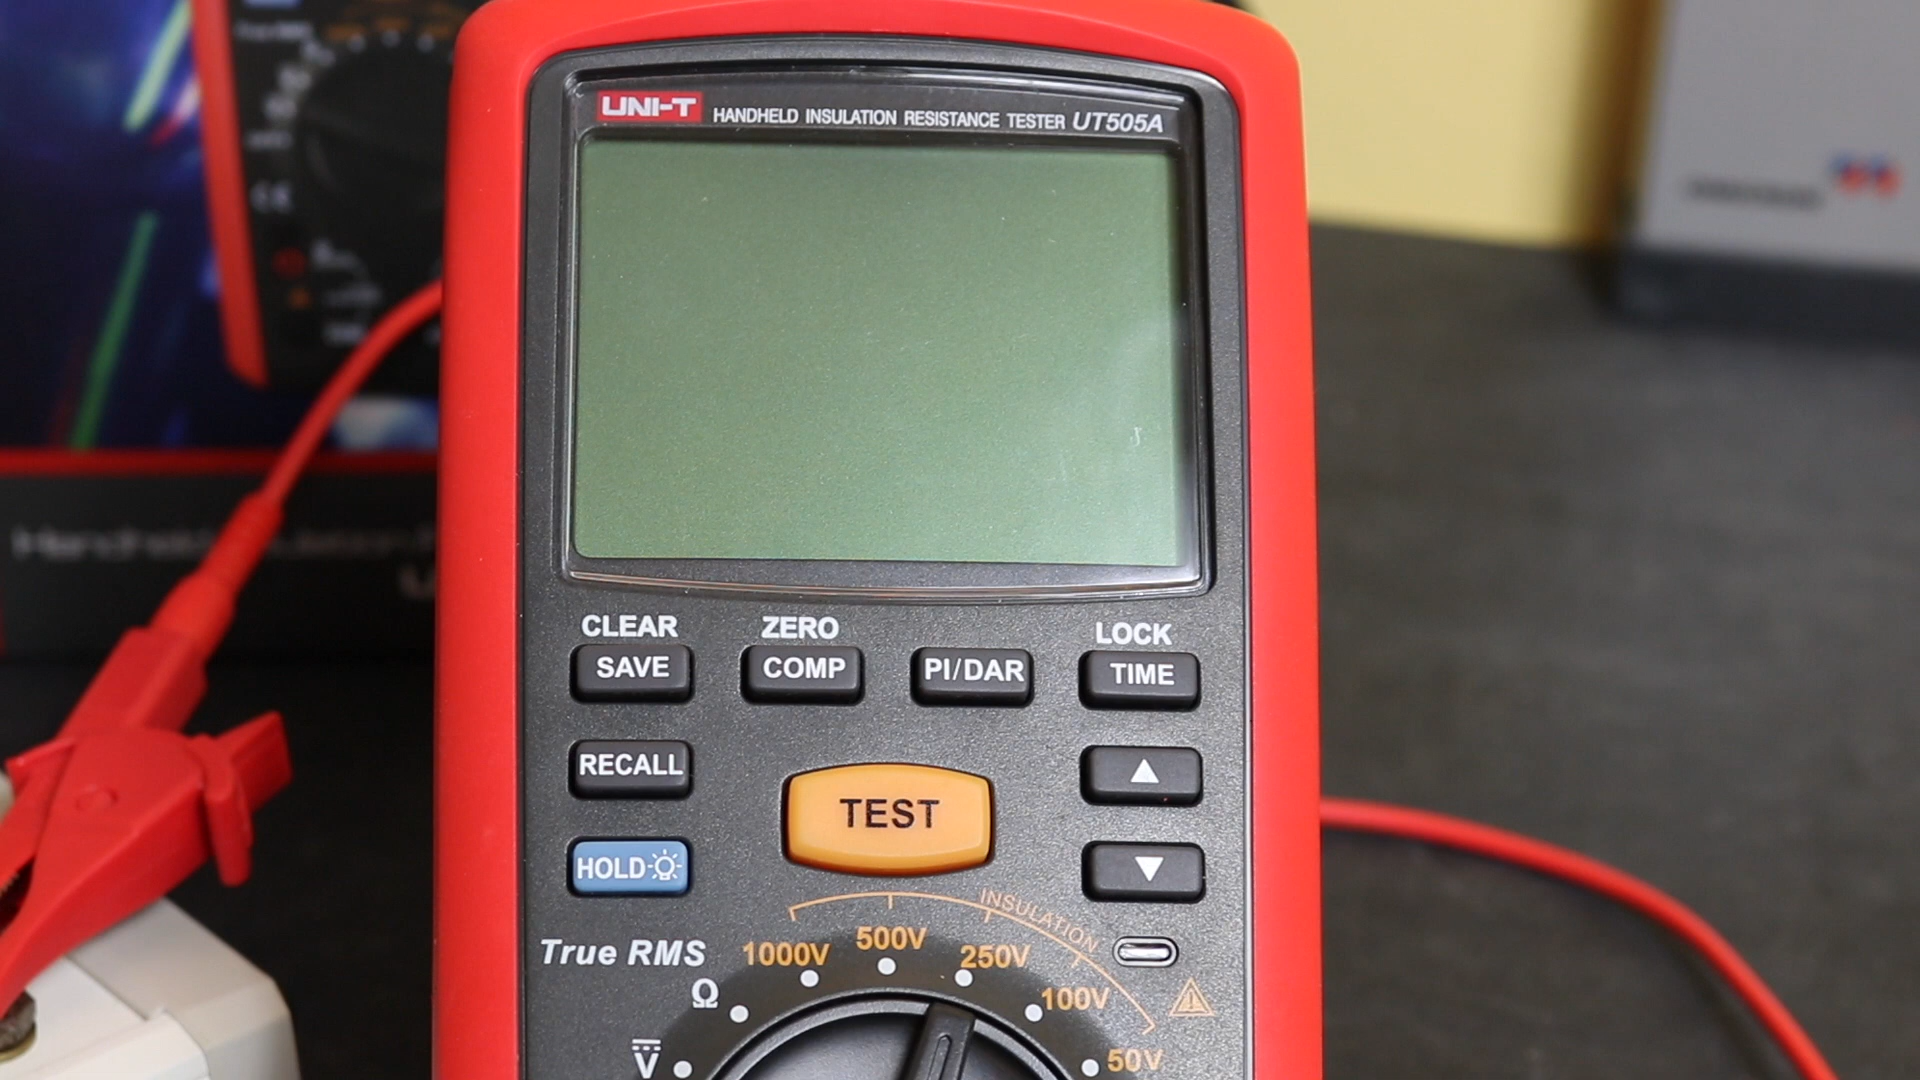 UNI-T HANDHELD INSULATION RESISTANCE TESTER UT505A
CLEAR ZERO LOCK
SAVE COMP PI/DAR TIME
RECALL
TEST
HOLD
True RMS 1000V 500V 250V INSULATION
Ω 100V
V 50V